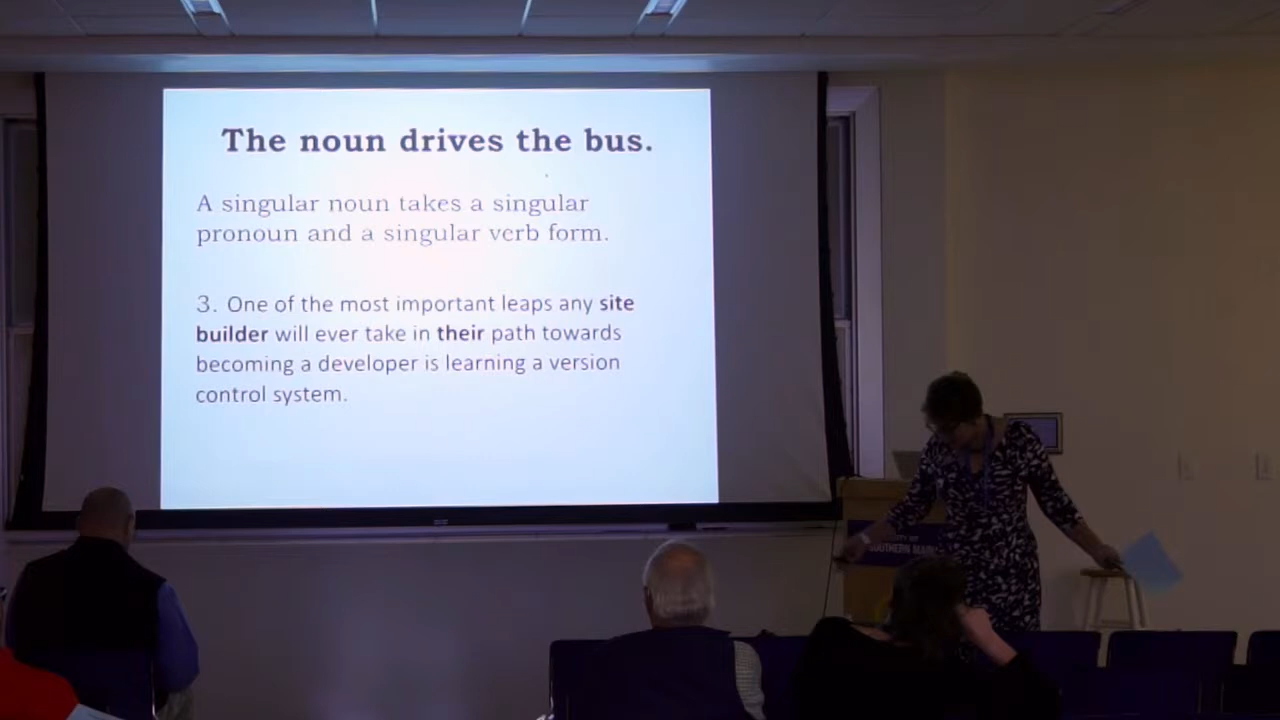 The noun drives the bus.
A singular noun takes a singular
pronoun and a singular verb form.
3. One of the most important leaps any site
builder will ever take in their path towards
becoming a developer is learning a version
control system.
SOUTHERN